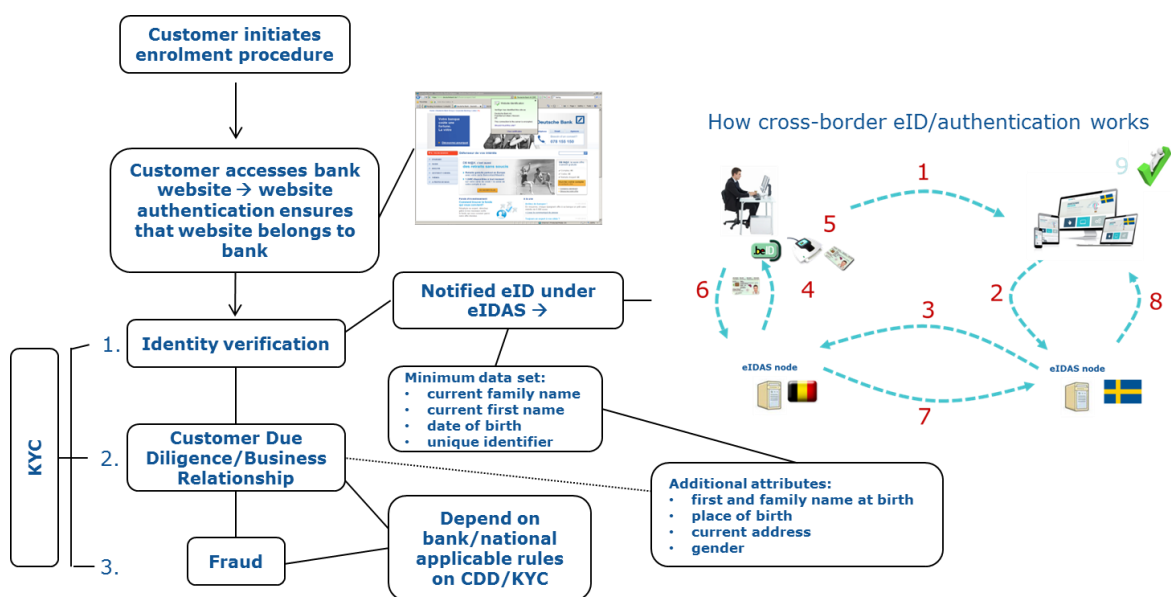 Customer initiates
enrolment procedure
Customer accesses bank
website → website
authentication ensures
that website belongs to
bank
Deutsche Bank
How cross-border eID/authentication works
1
9
5
.be
6
4
2
3
8
eIDAS node
eIDAS node
7
Notified eID under
eIDAS →
KYC
1.
Identity verification
Minimum data set:
• current family name
• current first name
• date of birth
• unique identifier
2.
Customer Due
Diligence/Business
Relationship
Additional attributes:
• first and family name at birth
• place of birth
• current address
• gender
3.
Fraud
Depend on
bank/national
applicable rules
on CDD/KYC